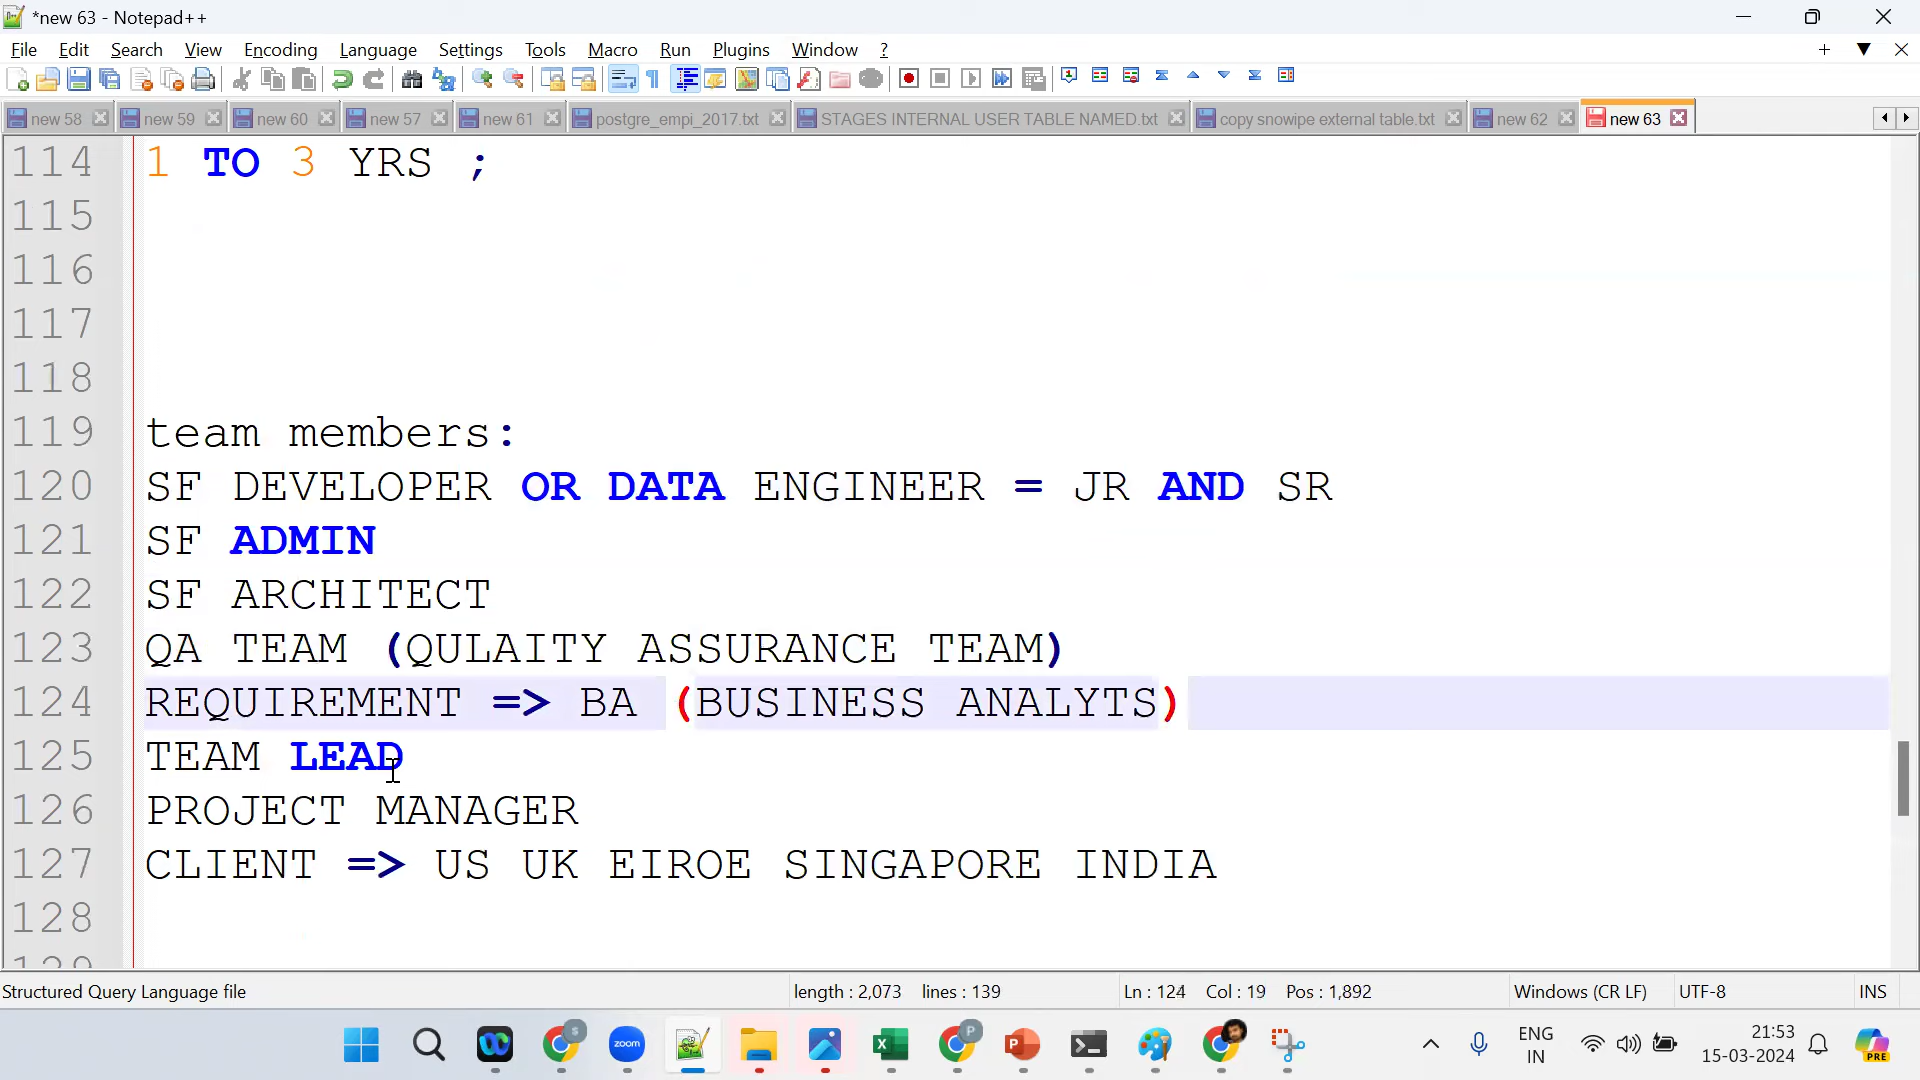 *new 63 - Notepad++
File Edit Search View Encoding Language Settings Tools Macro Run Plugins Window ?
new 58 new 59 new 60 new 57 new 61 postgre_empi_2017.txt STAGES INTERNAL USER TABLE NAMED.txt copy snowipe external table.txt new 62 new 63
114 1 TO 3 YRS ;
115
116
117
118
119 team members:
120 SF DEVELOPER OR DATA ENGINEER = JR AND SR
121 SF ADMIN
122 SF ARCHITECT
123 QA TEAM (QULAITY ASSURANCE TEAM)
124 REQUIREMENT => BA (BUSINESS ANALYTS)
125 TEAM LEAD
126 PROJECT MANAGER
127 CLIENT => US UK EIROE SINGAPORE INDIA
128
129
Structured Query Language file length : 2,073 lines : 139 Ln : 124 Col : 19 Pos : 1,892 Windows (CR LF) UTF-8 INS
S zoom X P P ENG IN 21:53 15-03-2024 PRE